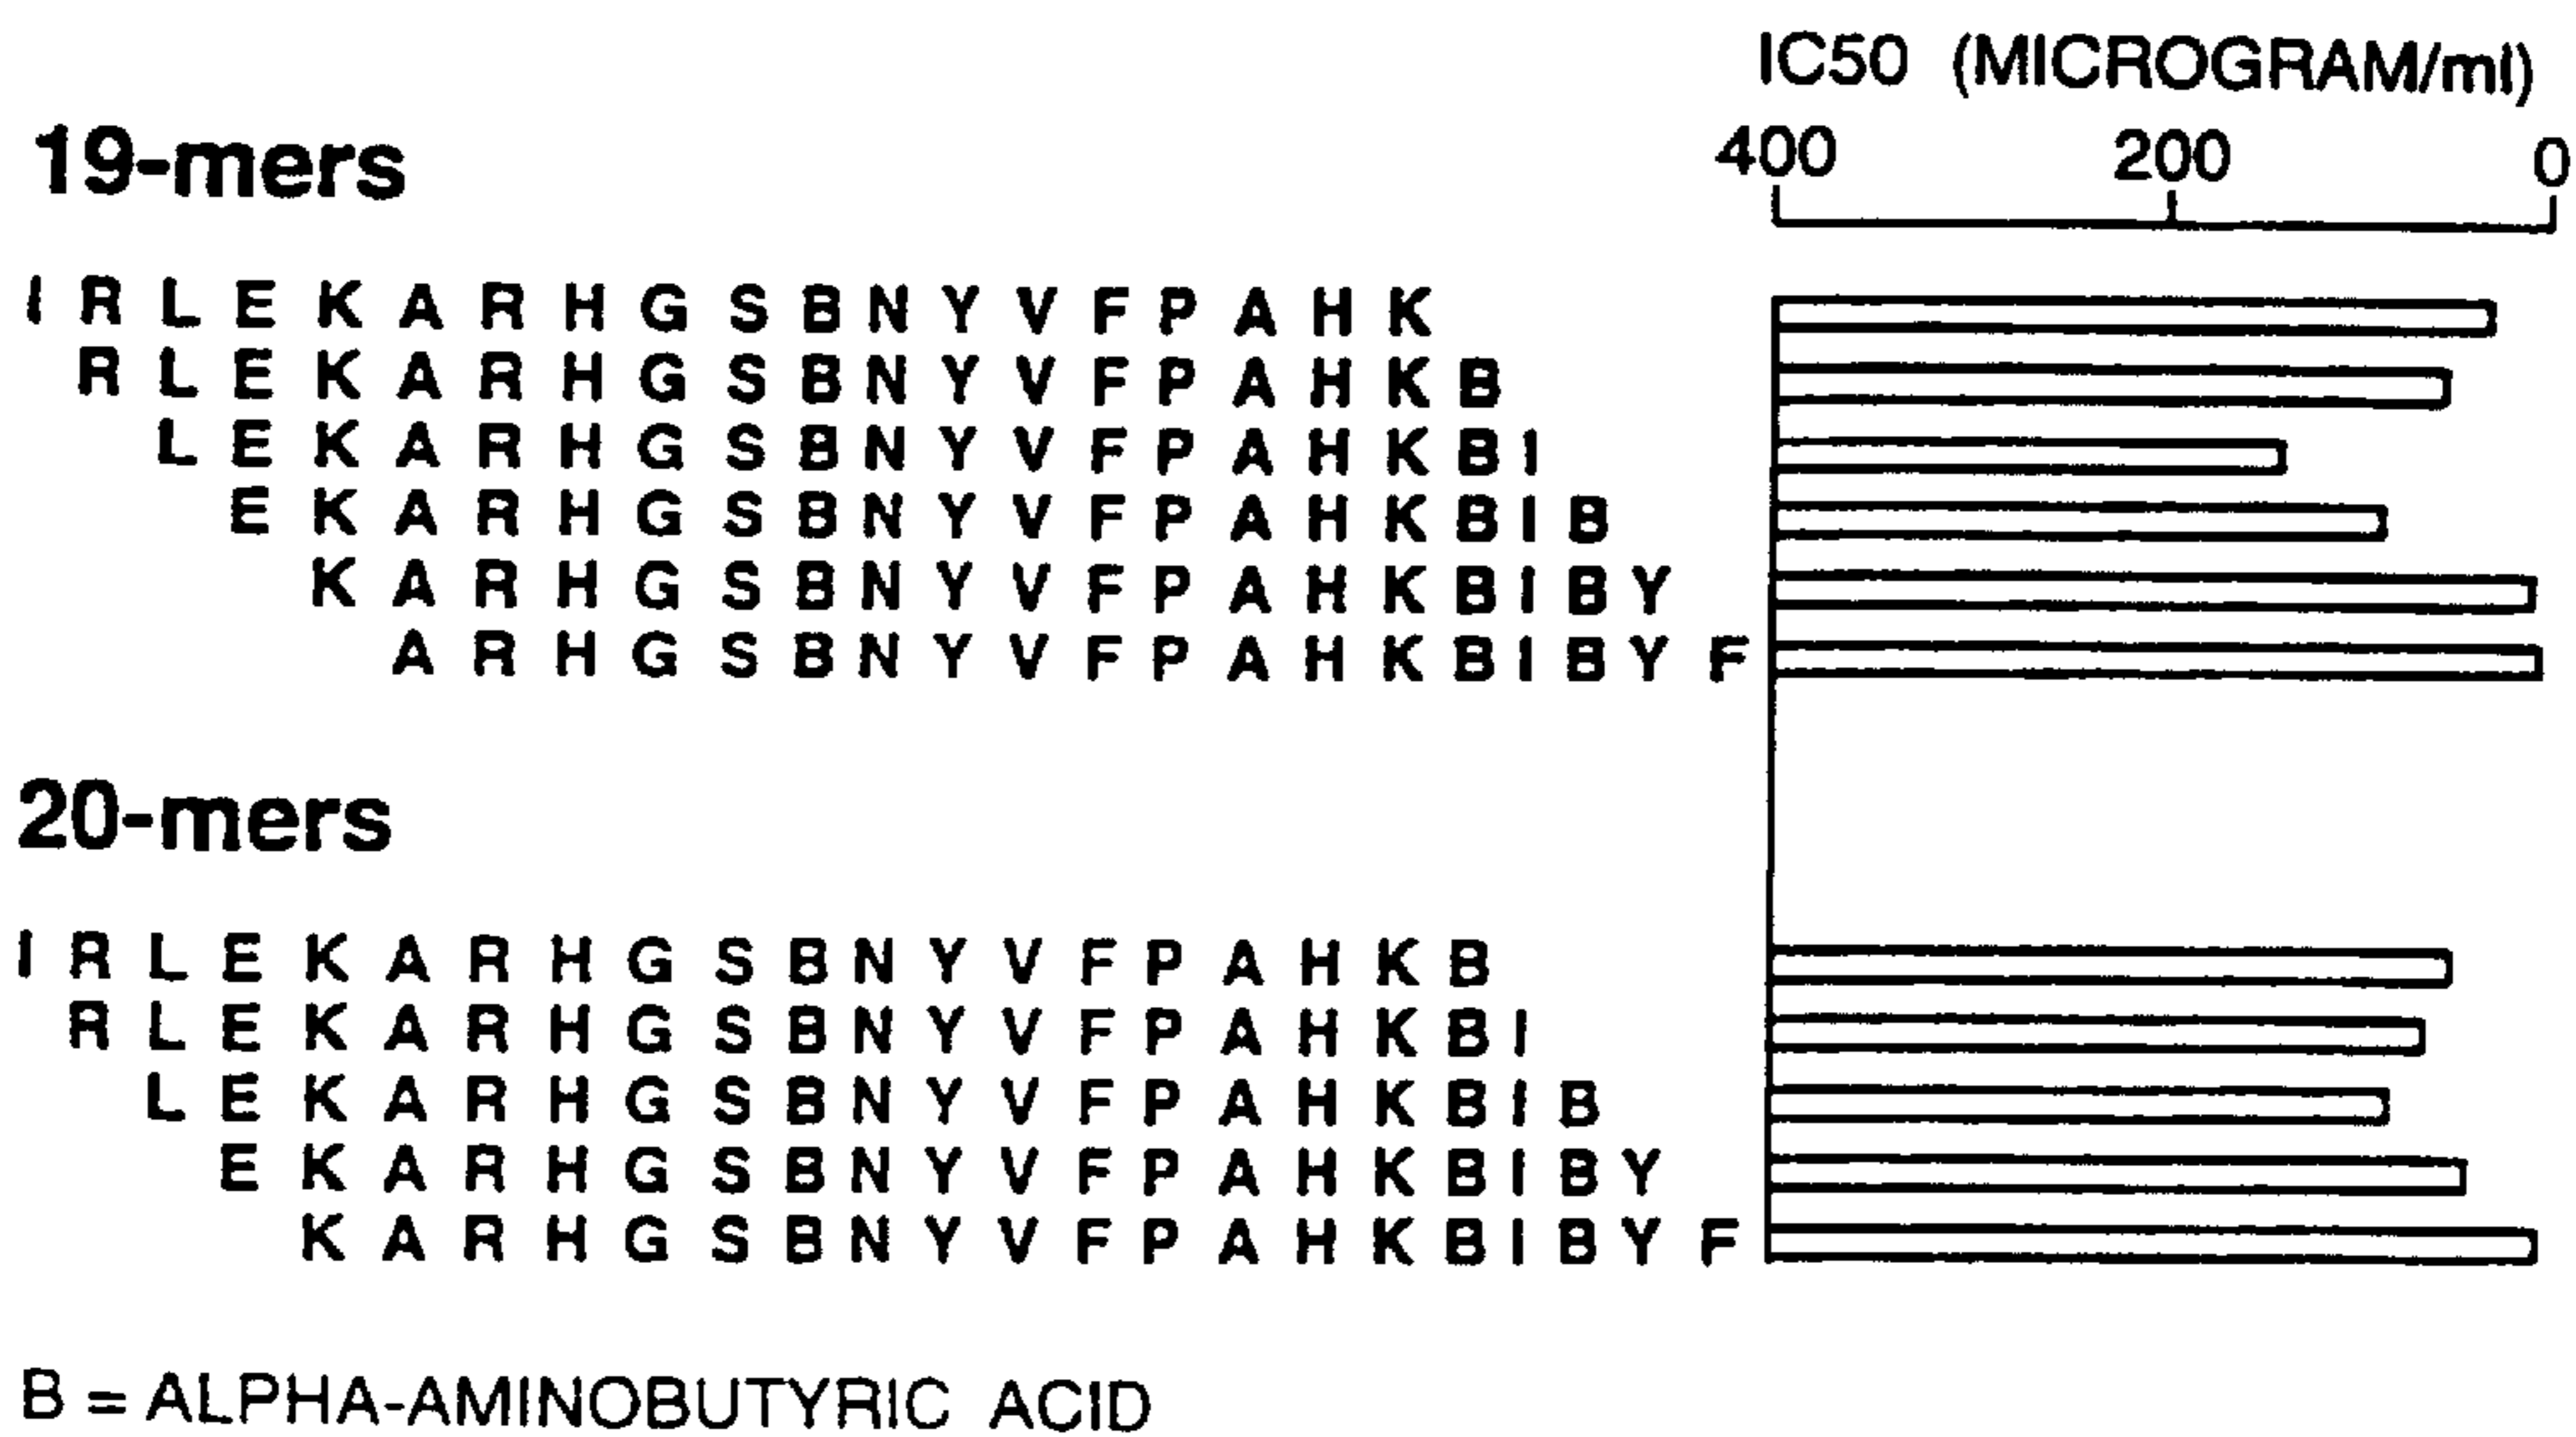 IC50 (MICROGRAM/ml)
19-mers
400 200 0
I R L E K A R H G S B N Y V F P A H K
R L E K A R H G S B N Y V F P A H K B
L E K A R H G S B N Y V F P A H K B I
E K A R H G S B N Y V F P A H K B I B
K A R H G S B N Y V F P A H K B I B Y
A R H G S B N Y V F P A H K B I B Y F
20-mers
I R L E K A R H G S B N Y V F P A H K B
R L E K A R H G S B N Y V F P A H K B I
L E K A R H G S B N Y V F P A H K B I B
E K A R H G S B N Y V F P A H K B I B Y
K A R H G S B N Y V F P A H K B I B Y F
B = ALPHA-AMINOBUTYRIC ACID